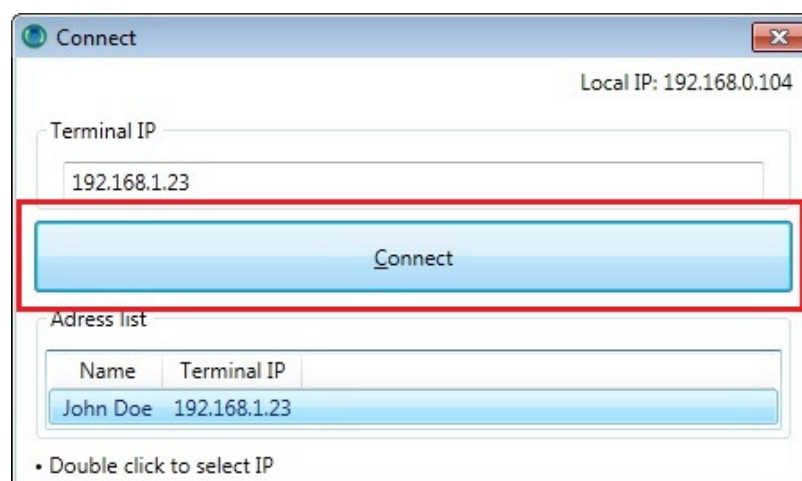 Connect
Local IP: 192.168.0.104
Terminal IP
192.168.1.23
Connect
Adress list
Name Terminal IP
John Doe 192.168.1.23
• Double click to select IP